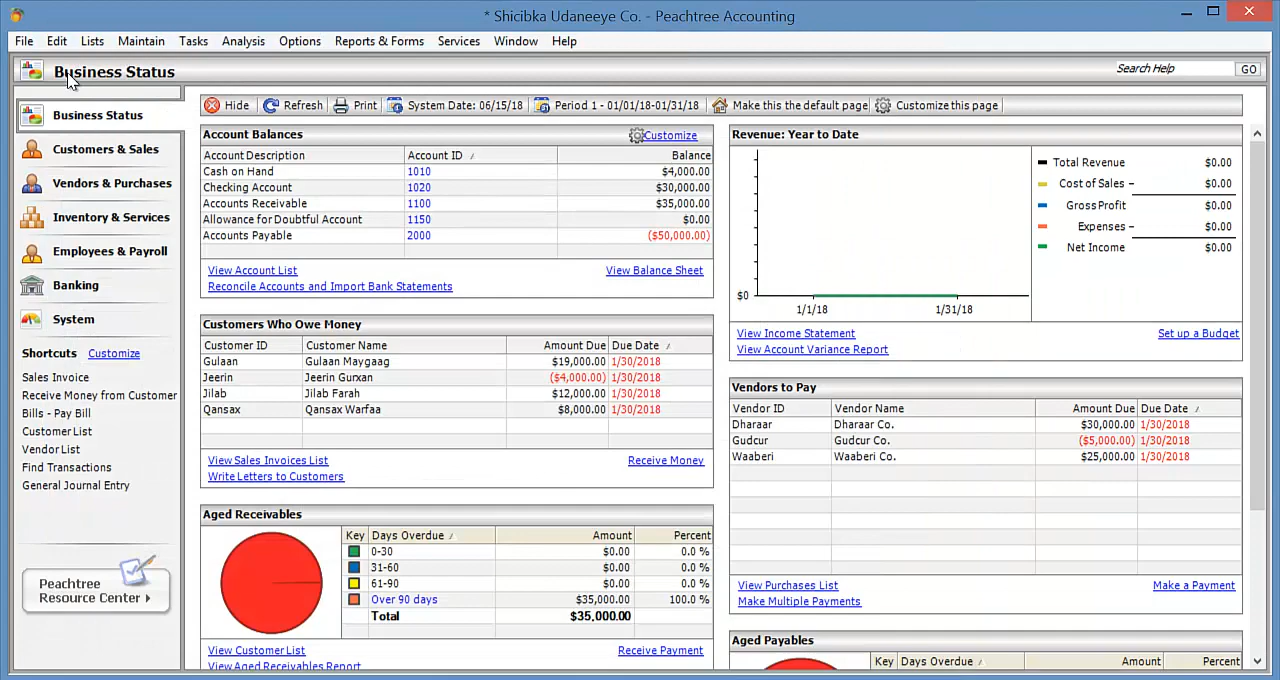 * Shicibka Udaneeye Co. - Peachtree Accounting
File Edit Lists Maintain Tasks Analysis Options Reports & Forms Services Window Help
Business Status
Search Help GO
Business Status
Customers & Sales
Vendors & Purchases
Inventory & Services
Employees & Payroll
Banking
System
Shortcuts Customize
Sales Invoice
Receive Money from Customer
Bills - Pay Bill
Customer List
Vendor List
Find Transactions
General Journal Entry
Peachtree
Resource Center
Hide Refresh Print System Date: 06/15/18 Period 1 - 01/01/18-01/31/18 Make this the default page Customize this page
Account Balances Customize
Account Description Account ID / Balance
Cash on Hand 1010 $4,000.00
Checking Account 1020 $30,000.00
Accounts Receivable 1100 $35,000.00
Allowance for Doubtful Account 1150 $0.00
Accounts Payable 2000 ($50,000.00)
View Account List View Balance Sheet
Reconcile Accounts and Import Bank Statements
Customers Who Owe Money
Customer ID Customer Name Amount Due Due Date /
Gulaan Gulaan Maygaag $19,000.00 1/30/2018
Jeerin Jeerin Gurxan ($4,000.00) 1/30/2018
Jilab Jilab Farah $12,000.00 1/30/2018
Qansax Qansax Warfaa $8,000.00 1/30/2018
View Sales Invoices List Receive Money
Write Letters to Customers
Aged Receivables
Key Days Overdue / Amount Percent
0-30 $0.00 0.0 %
31-60 $0.00 0.0 %
61-90 $0.00 0.0 %
Over 90 days $35,000.00 100.0 %
Total $35,000.00
View Customer List Receive Payment
View Aged Receivables Report
Revenue: Year to Date
$0
1/1/18 1/31/18
Total Revenue $0.00
Cost of Sales – $0.00
Gross Profit $0.00
Expenses – $0.00
Net Income $0.00
View Income Statement Set up a Budget
View Account Variance Report
Vendors to Pay
Vendor ID Vendor Name Amount Due Due Date /
Dharaar Dharaar Co. $30,000.00 1/30/2018
Gudcur Gudcur Co. ($5,000.00) 1/30/2018
Waaberi Waaberi Co. $25,000.00 1/30/2018
View Purchases List Make a Payment
Make Multiple Payments
Aged Payables
Key Days Overdue / Amount Percent